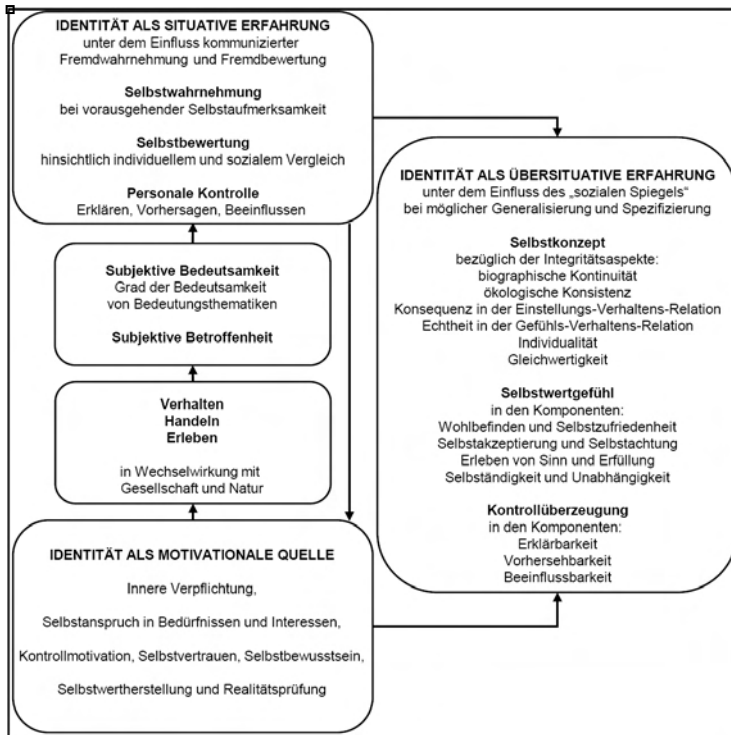 IDENTITÄT ALS SITUATIVE ERFAHRUNG
unter dem Einfluss kommunizierter
Fremdwahrnehmung und Fremdbewertung
Selbstwahrnehmung
bei vorausgehender Selbstaufmerksamkeit
Selbstbewertung
hinsichtlich individuellem und sozialem Vergleich
Personale Kontrolle
Erklären, Vorhersagen, Beeinflussen
Subjektive Bedeutsamkeit
Grad der Bedeutsamkeit
von Bedeutungsthematiken
Subjektive Betroffenheit
Verhalten
Handeln
Erleben
in Wechselwirkung mit
Gesellschaft und Natur
IDENTITÄT ALS MOTIVATIONALE QUELLE
Innere Verpflichtung,
Selbstanspruch in Bedürfnissen und Interessen,
Kontrollmotivation, Selbstvertrauen, Selbstbewusstsein,
Selbstwertherstellung und Realitätsprüfung
IDENTITÄT ALS ÜBERSITUATIVE ERFAHRUNG
unter dem Einfluss des „sozialen Spiegels“
bei möglicher Generalisierung und Spezifizierung
Selbstkonzept
bezüglich der Integritätsaspekte:
biographische Kontinuität
ökologische Konsistenz
Konsequenz in der Einstellungs-Verhaltens-Relation
Echtheit in der Gefühls-Verhaltens-Relation
Individualität
Gleichwertigkeit
Selbstwertgefühl
in den Komponenten:
Wohlbefinden und Selbstzufriedenheit
Selbstakzeptierung und Selbstachtung
Erleben von Sinn und Erfüllung
Selbständigkeit und Unabhängigkeit
Kontrollüberzeugung
in den Komponenten:
Erklärbarkeit
Vorhersehbarkeit
Beeinflussbarkeit